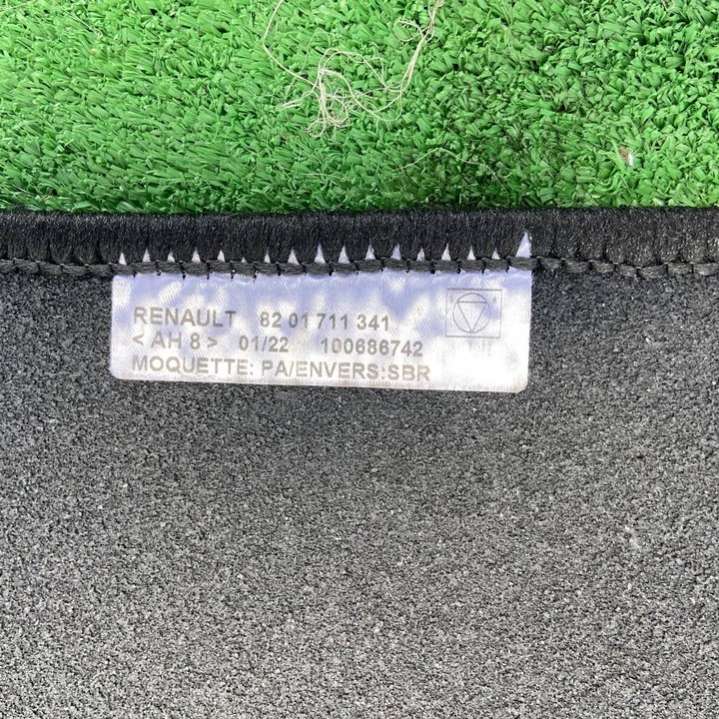 RENAULT 82 01 711 341
< AH 8 > 01/22 100686742
MOQUETTE: PA/ENVERS:SBR